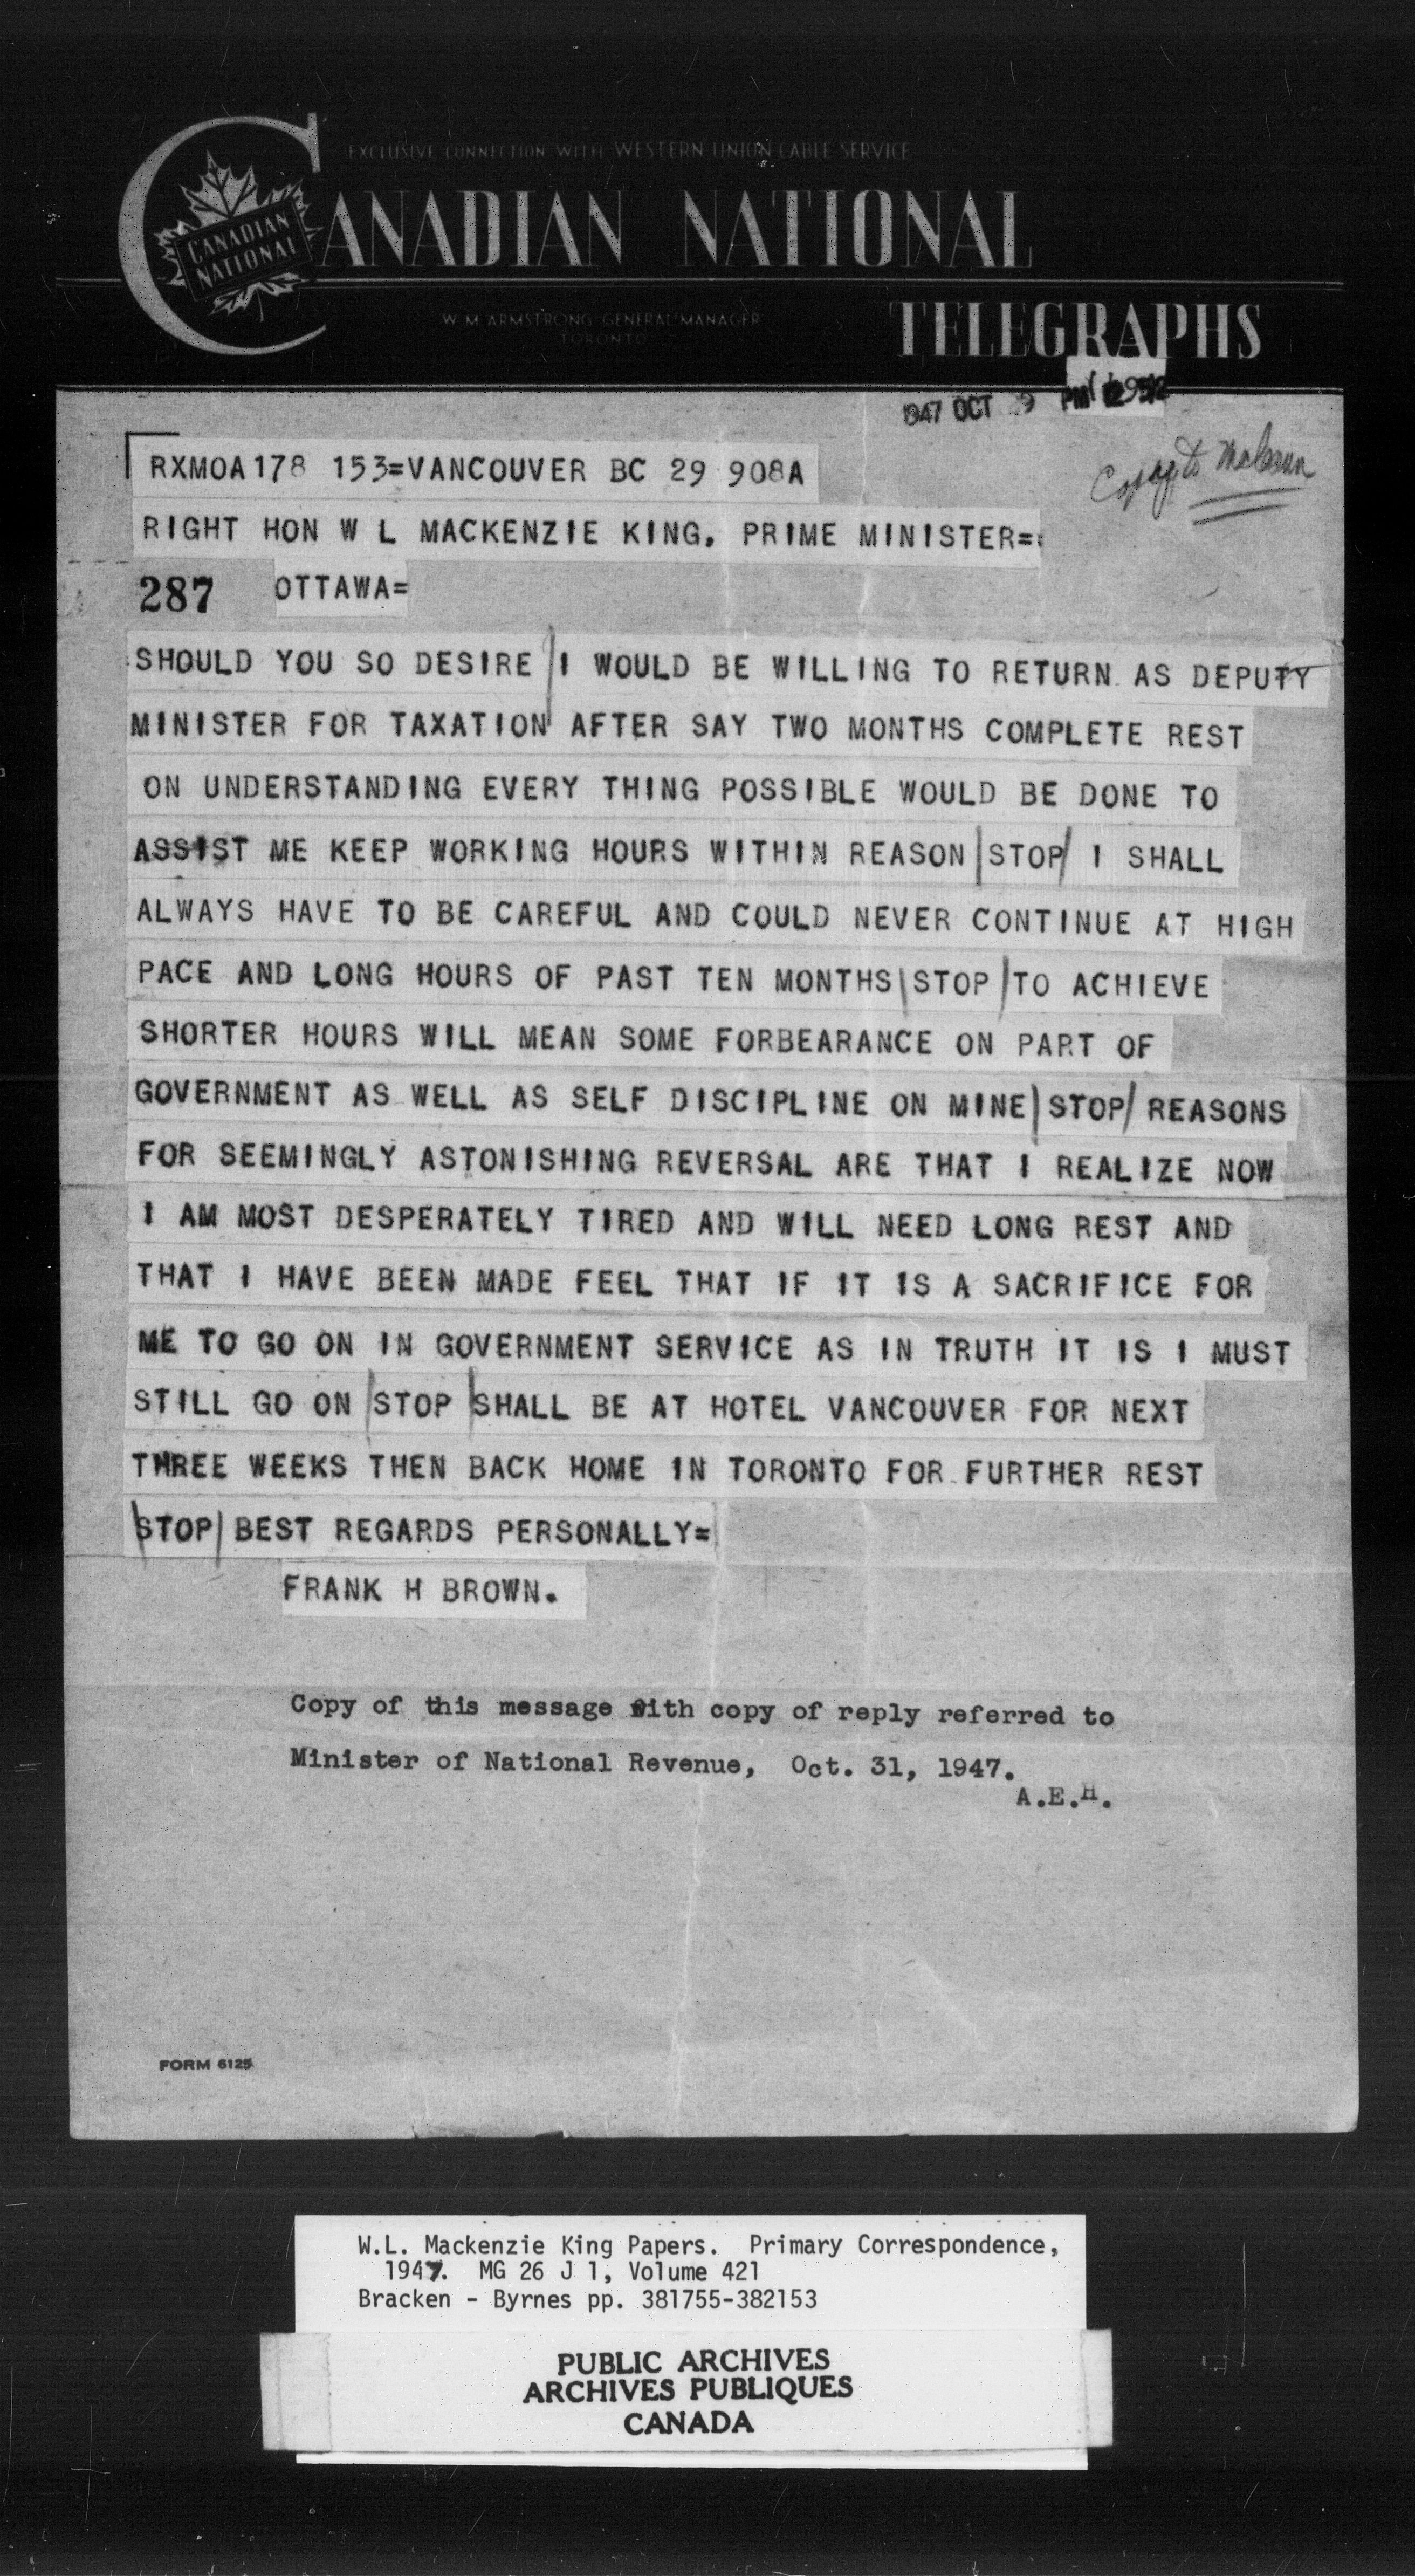 EXCLUSIVE CONNECTION WITH WESTERN UNION CABLE SERVICE
CANADIAN NATIONAL
CANADIAN
NATIONAL
TELEGRAPHS
W M ARMSTRONG GENERAL MANAGER
TORONTO
1947 OCT 9 PM
Copy to
RXMOA178 153=VANCOUVER BC 29 908A
RIGHT HON W L MACKENZIE KING, PRIME MINISTER=
287 OTTAWA=
SHOULD YOU SO DESIRE I WOULD BE WILLING TO RETURN AS DEPUTY
MINISTER FOR TAXATION AFTER SAY TWO MONTHS COMPLETE REST
ON UNDERSTANDING EVERY THING POSSIBLE WOULD BE DONE TO
ASSIST ME KEEP WORKING HOURS WITHIN REASON STOP I SHALL
ALWAYS HAVE TO BE CAREFUL AND COULD NEVER CONTINUE AT HIGH
PACE AND LONG HOURS OF PAST TEN MONTHS STOP TO ACHIEVE
SHORTER HOURS WILL MEAN SOME FORBEARANCE ON PART OF
GOVERNMENT AS WELL AS SELF DISCIPLINE ON MINE STOP REASONS
FOR SEEMINGLY ASTONISHING REVERSAL ARE THAT I REALIZE NOW
I AM MOST DESPERATELY TIRED AND WILL NEED LONG REST AND
THAT I HAVE BEEN MADE FEEL THAT IF IT IS A SACRIFICE FOR
ME TO GO ON IN GOVERNMENT SERVICE AS IN TRUTH IT IS I MUST
STILL GO ON STOP SHALL BE AT HOTEL VANCOUVER FOR NEXT
THREE WEEKS THEN BACK HOME IN TORONTO FOR FURTHER REST
STOP BEST REGARDS PERSONALLY=
FRANK H BROWN.
Copy of this message with copy of reply referred to
Minister of National Revenue, Oct. 31, 1947.
A.E.H.
FORM 6125
W.L. Mackenzie King Papers. Primary Correspondence,
1947. MG 26 J 1, Volume 421
Bracken - Byrnes pp. 381755-382153
PUBLIC ARCHIVES
ARCHIVES PUBLIQUES
CANADA